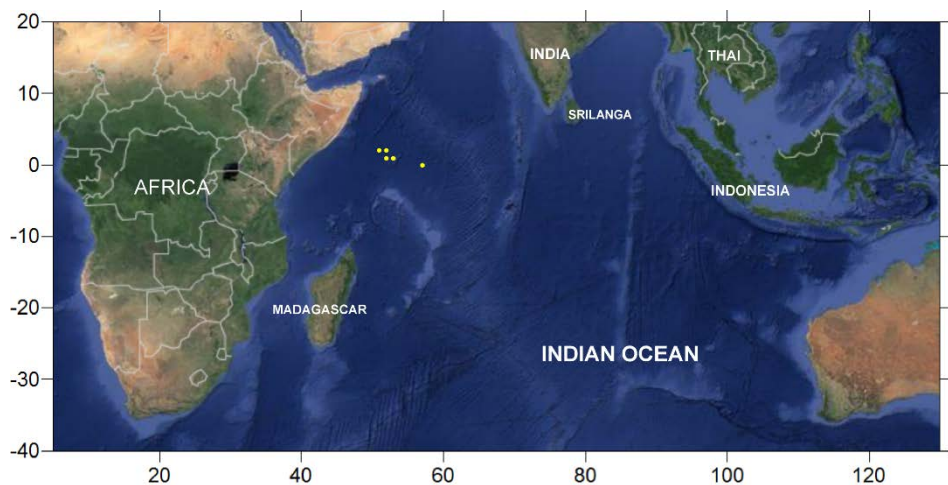 20
10
0
-10
-20
-30
-40
INDIA
THAI
SRILANGA
AFRICA
INDONESIA
MADAGASCAR
INDIAN OCEAN
20
40
60
80
100
120